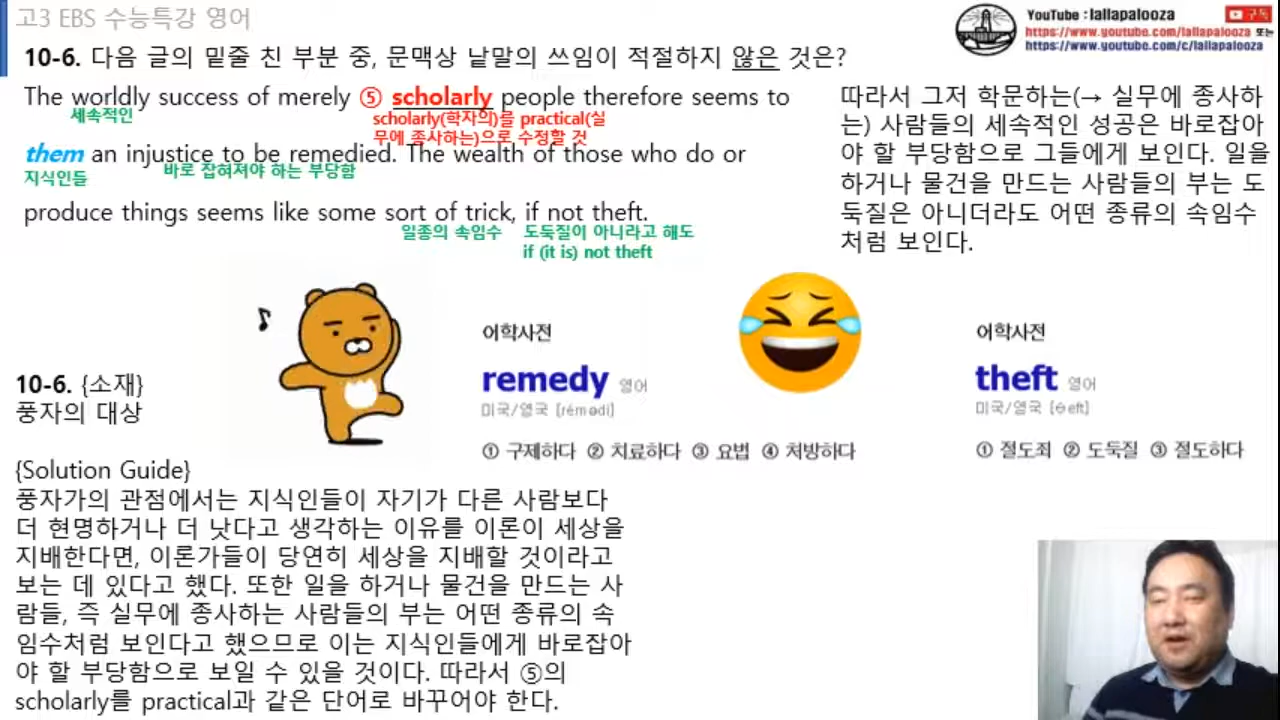 고3 EBS 수능특강 영어
YouTube : lallapalooza
구독
https://www.youtube.com/lallapalooza 또는
https://www.youtube.com/c/lallapalooza
10-6. 다음 글의 밑줄 친 부분 중, 문맥상 낱말의 쓰임이 적절하지 않은 것은?
The worldly success of merely ⑤ scholarly people therefore seems to
세속적인
scholarly(학자의)를 practical(실
무에 종사하는)으로 수정할 것
them an injustice to be remedied. The wealth of those who do or
지식인들
바로 잡혀져야 하는 부당함
produce things seems like some sort of trick, if not theft.
일종의 속임수
도둑질이 아니라고 해도
if (it is) not theft
따라서 그저 학문하는(→ 실무에 종사하
는) 사람들의 세속적인 성공은 바로잡아
야 할 부당함으로 그들에게 보인다. 일을
하거나 물건을 만드는 사람들의 부는 도
둑질은 아니더라도 어떤 종류의 속임수
처럼 보인다.
어학사전
remedy 영어
미국/영국 [rémədi]
① 구제하다 ② 치료하다 ③ 요법 ④ 처방하다
어학사전
theft 영어
미국/영국 [θeft]
① 절도죄 ② 도둑질 ③ 절도하다
10-6. {소재}
풍자의 대상
{Solution Guide}
풍자가의 관점에서는 지식인들이 자기가 다른 사람보다
더 현명하거나 더 낫다고 생각하는 이유를 이론이 세상을
지배한다면, 이론가들이 당연히 세상을 지배할 것이라고
보는 데 있다고 했다. 또한 일을 하거나 물건을 만드는 사
람들, 즉 실무에 종사하는 사람들의 부는 어떤 종류의 속
임수처럼 보인다고 했으므로 이는 지식인들에게 바로잡아
야 할 부당함으로 보일 수 있을 것이다. 따라서 ⑤의
scholarly를 practical과 같은 단어로 바꾸어야 한다.